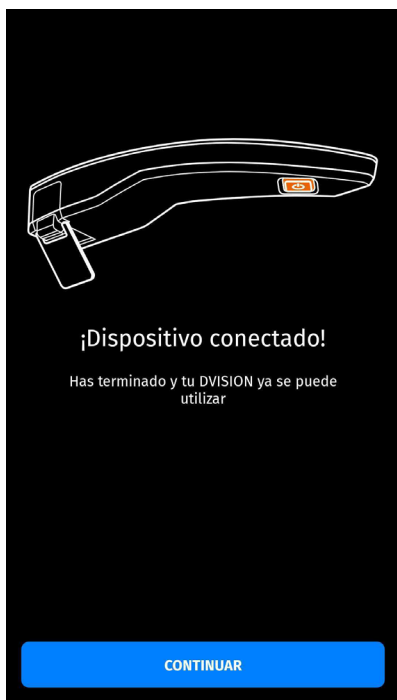 ¡Dispositivo conectado!
Has terminado y tu DVISION ya se puede
utilizar
CONTINUAR